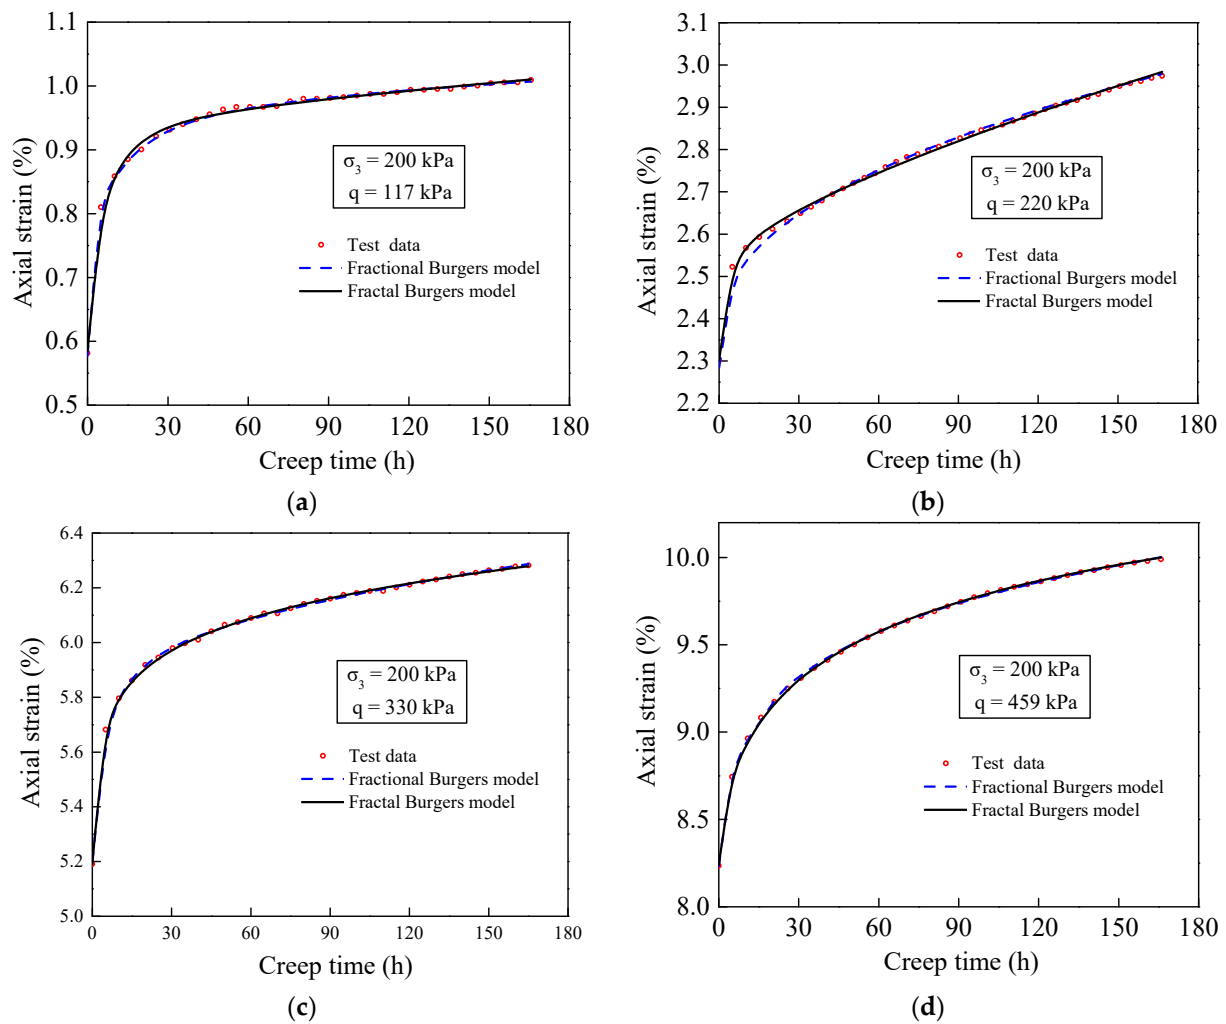 1.1
1.0
0.9
0.8
0.7
0.6
0.5
Axial strain (%)
σ3 = 200 kPa
q = 117 kPa
Test data
Fractional Burgers model
Fractal Burgers model
0 30 60 90 120 150 180
Creep time (h)
(a)
3.1
3.0
2.9
2.8
2.7
2.6
2.5
2.4
2.3
2.2
Axial strain (%)
σ3 = 200 kPa
q = 220 kPa
Test data
Fractional Burgers model
Fractal Burgers model
0 30 60 90 120 150 180
Creep time (h)
(b)
6.4
6.2
6.0
5.8
5.6
5.4
5.2
5.0
Axial strain (%)
σ3 = 200 kPa
q = 330 kPa
Test data
Fractional Burgers model
Fractal Burgers model
0 30 60 90 120 150 180
Creep time (h)
(c)
10.0
9.5
9.0
8.5
8.0
Axial strain (%)
σ3 = 200 kPa
q = 459 kPa
Test data
Fractional Burgers model
Fractal Burgers model
0 30 60 90 120 150 180
Creep time (h)
(d)